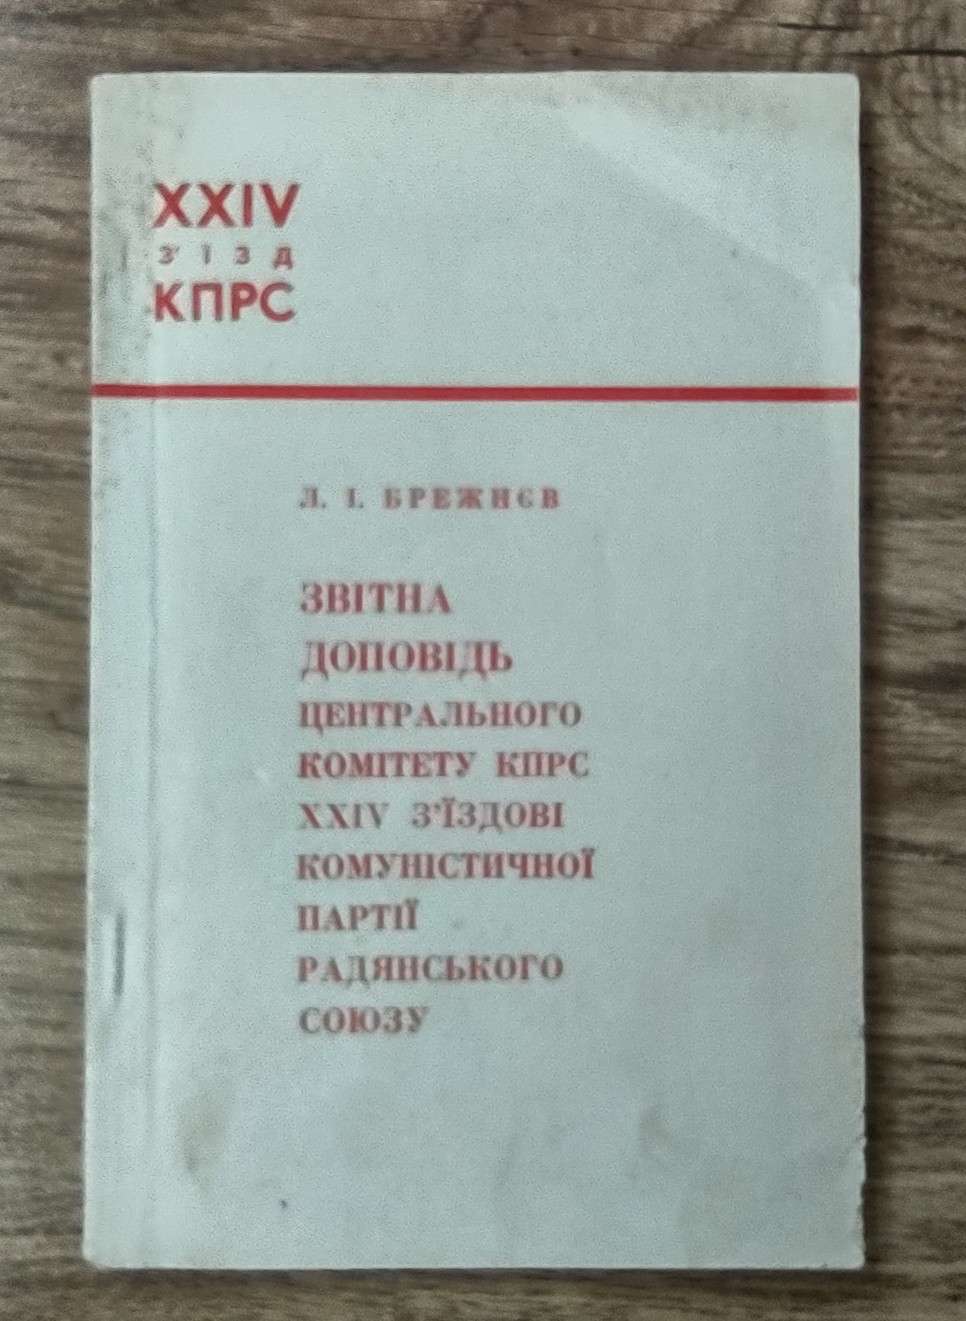 XXIV
З'ЇЗД
КПРС
Л. І. БРЕЖНЄВ
ЗВІТНА
ДОПОВІДЬ
ЦЕНТРАЛЬНОГО
КОМІТЕТУ КПРС
XXIV З'ЇЗДОВІ
КОМУНІСТИЧНОЇ
ПАРТІЇ
РАДЯНСЬКОГО
СОЮЗУ